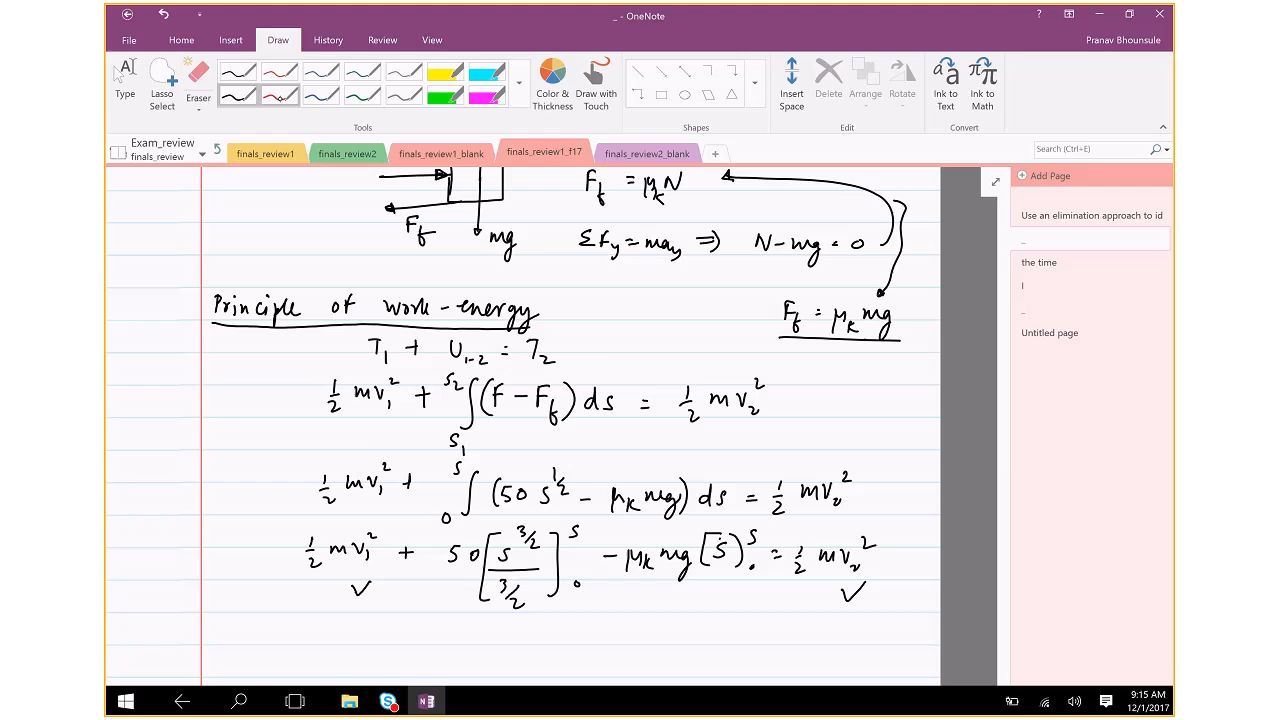 _ - OneNote
?
File
Home
Insert
Draw
History
Review
View
Pranav Bhounsule
Type
Lasso Select
Eraser
Color & Thickness
Draw with Touch
Insert Space
Delete
Arrange
Rotate
Ink to Text
Ink to Math
Tools
Shapes
Edit
Convert
Exam_review
finals_review
finals_review1
finals_review2
finals_review1_blank
finals_review1_f17
finals_review2_blank
+
Search (Ctrl+E)
Add Page
Use an elimination approach to id
_
the time
I
_
Untitled page
F_f = μ_k N
F_f
mg
ΣF_y = ma_y ⇒ N - mg = 0
Principle of work-energy
F_f = μ_k mg
T_1 + U_{1-2} = T_2
1/2 mv_1^2 + ∫_{s_1}^{s_2} (F - F_f) ds = 1/2 mv_2^2
1/2 mv_1^2 + ∫_0^s (50 s^{1/2} - μ_k mg) ds = 1/2 mv_2^2
1/2 mv_1^2 + 50 [s^{3/2} / 3/2]_0^s - μ_k mg [s]_0^s = 1/2 mv_2^2
✓ ✓
9:15 AM
12/1/2017